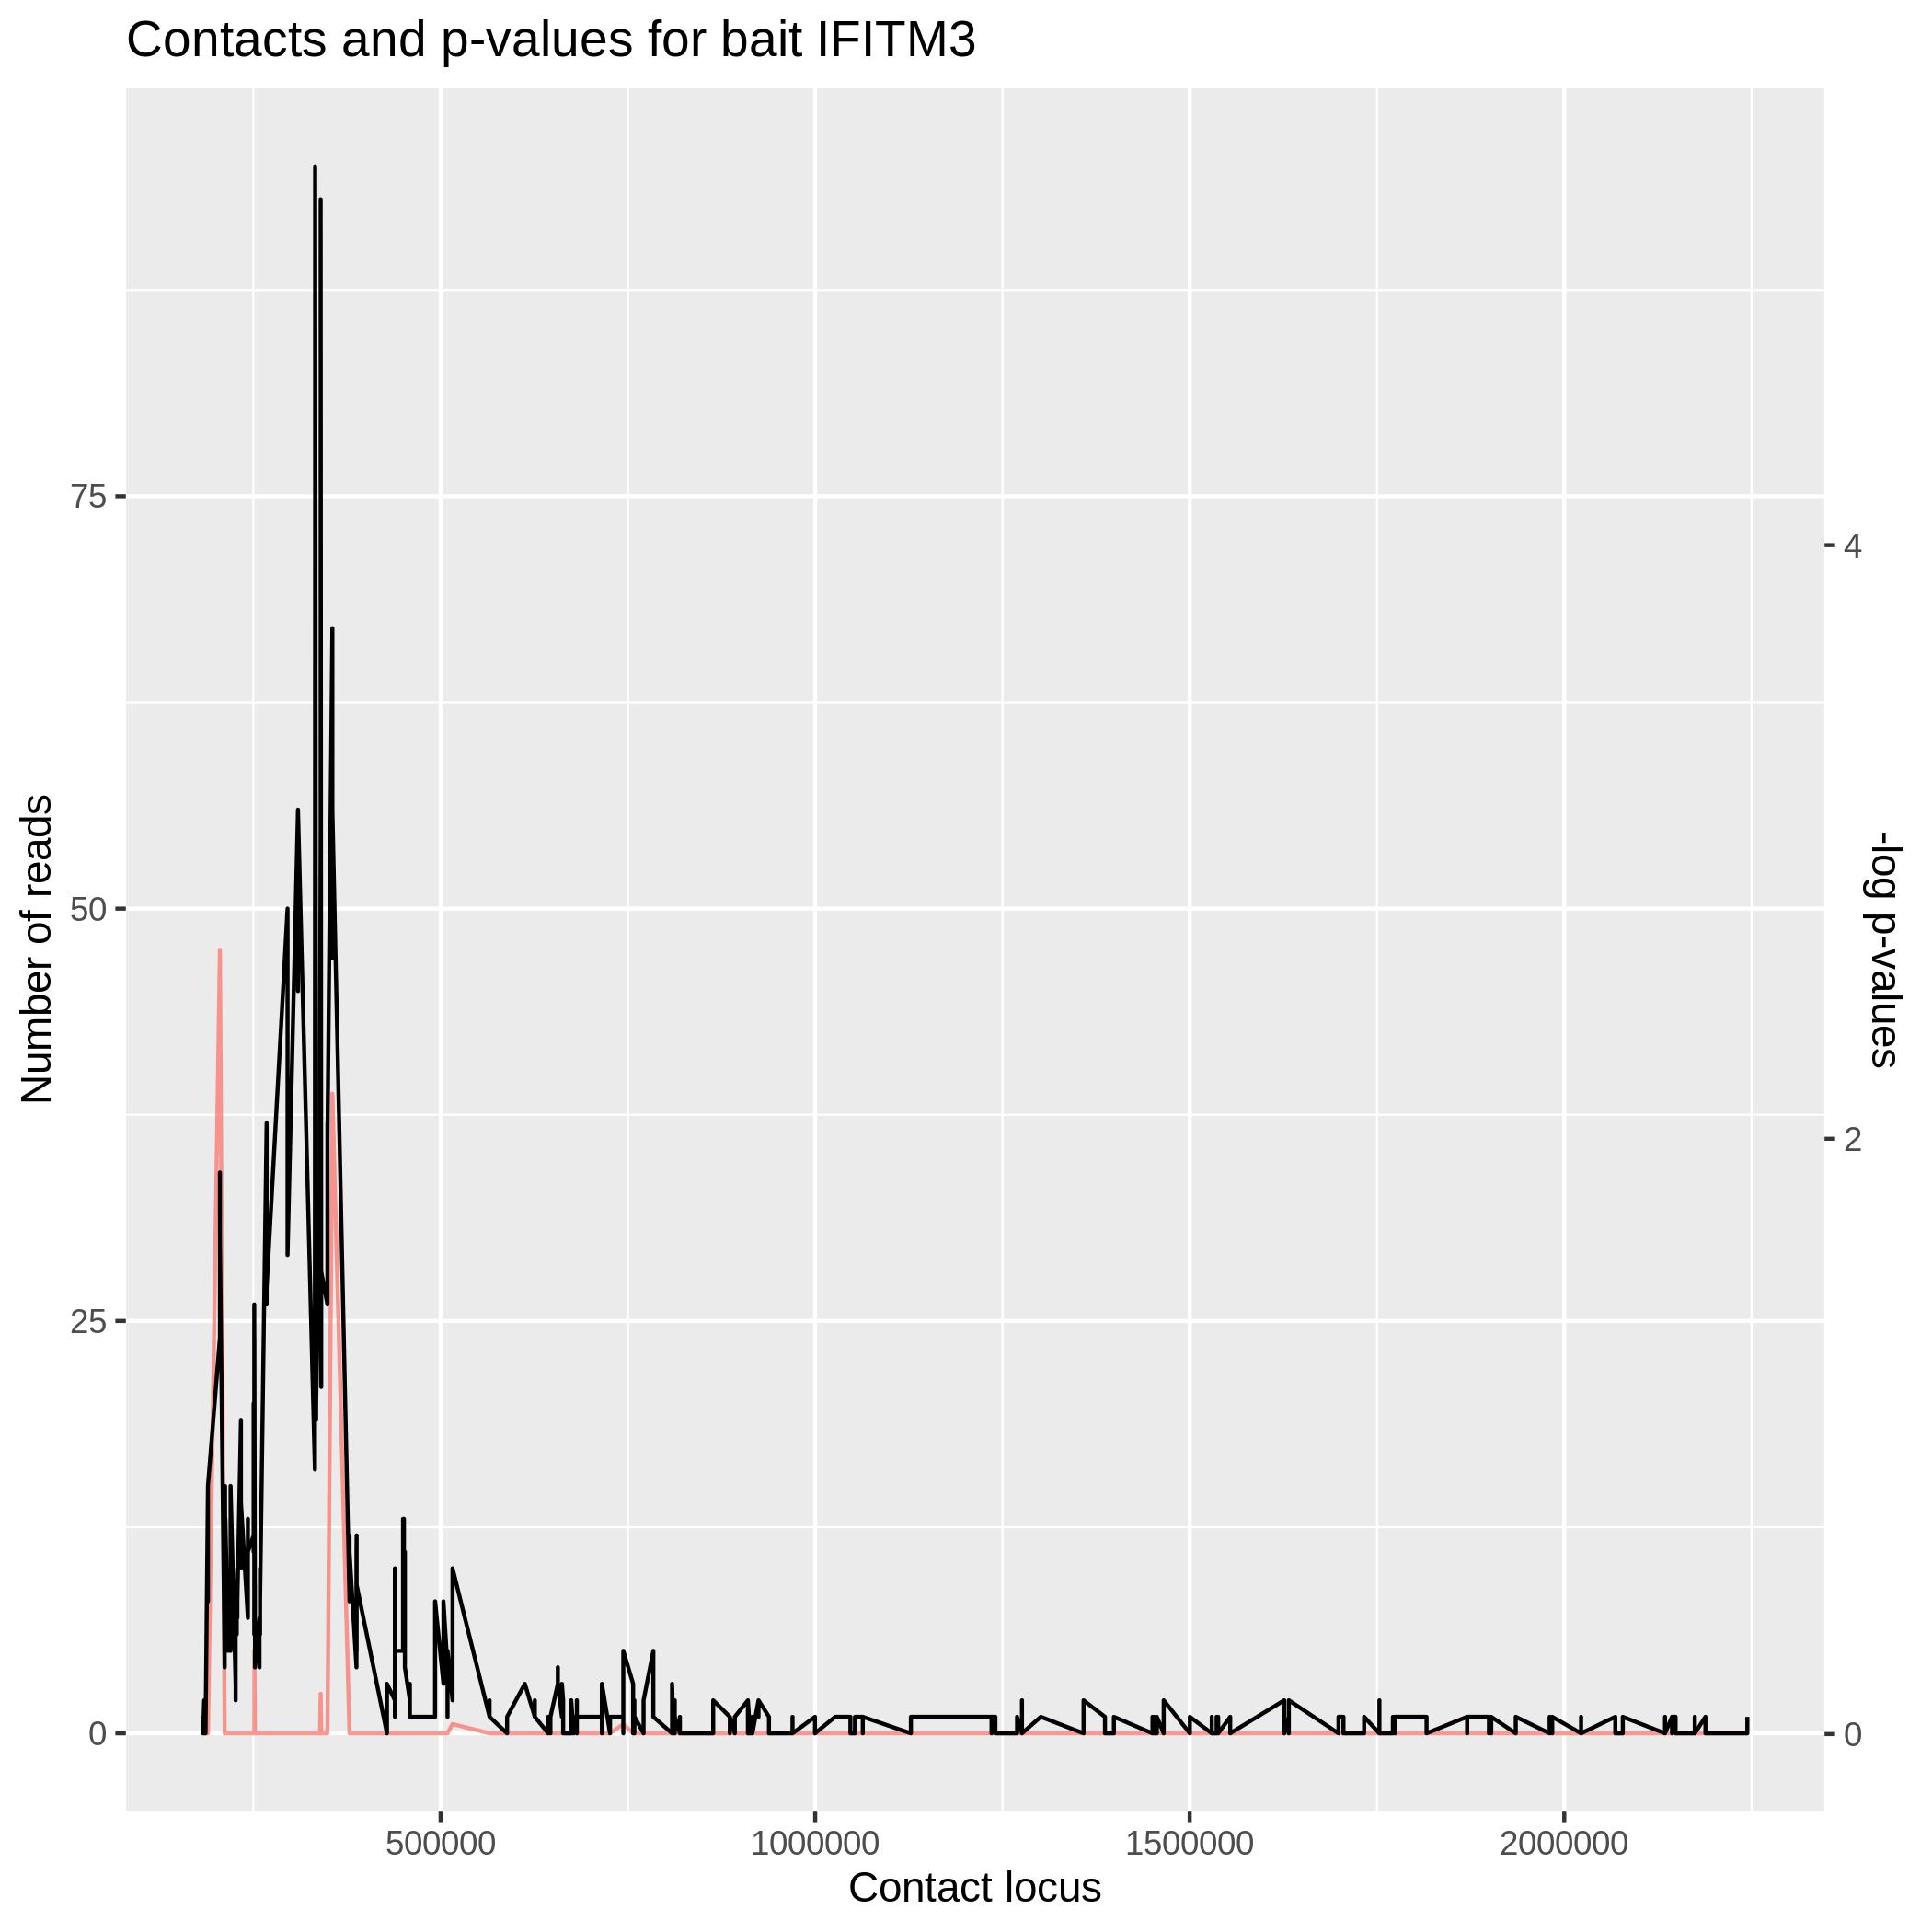 Contacts and p-values for bait IFITM3
Number of reads
75
50
25
0
4
2
0
-log p-values
500000
1000000
1500000
2000000
Contact locus